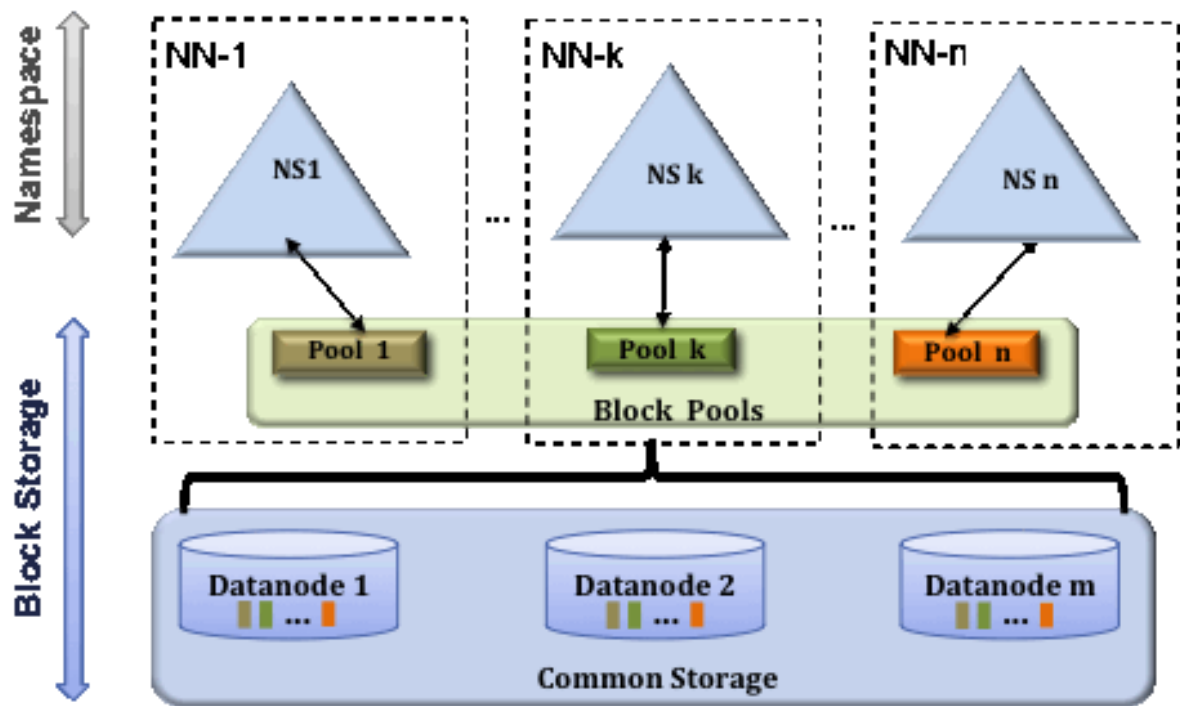 Namespace
NN-1
NN-k
NN-n
NS1
NS k
NS n
...
...
Block Storage
Pool 1
Pool k
Pool n
Block Pools
Datanode 1
...
Datanode 2
...
Datanode m
...
Common Storage